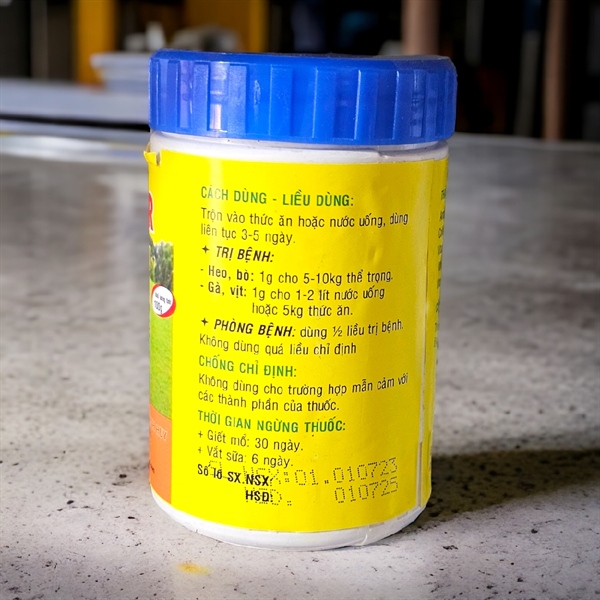 CÁCH DÙNG - LIỀU DÙNG:
Trộn vào thức ăn hoặc nước uống, dùng
liên tục 3-5 ngày.
+ TRỊ BỆNH:
- Heo, bò: 1g cho 5-10kg thể trọng.
- Gà, vịt: 1g cho 1-2 lít nước uống
hoặc 5kg thức ăn.
+ PHÒNG BỆNH: dùng ½ liều trị bệnh.
Không dùng quá liều chỉ định
CHỐNG CHỈ ĐỊNH:
Không dùng cho trường hợp mẫn cảm với
các thành phần của thuốc.
THỜI GIAN NGỪNG THUỐC:
+ Giết mổ: 30 ngày.
+ Vắt sữa: 6 ngày.
Số lô SX.NSX: 01.010723
HSD: 010725
R
100g